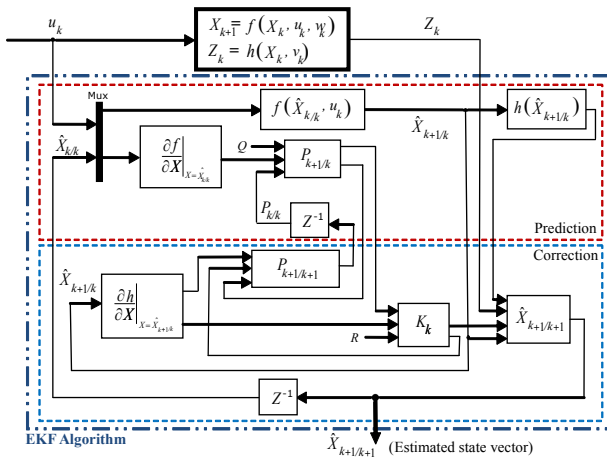 u_k
X_{k+1} = f(X_k, u_k, w_k)
Z_k = h(X_k, v_k)
Z_k
Mux
f(X̂_{k/k}, u_k)
X̂_{k+1/k}
h(X̂_{k+1/k})
X̂_{k/k}
∂f/∂X|_{X=X̂_{k/k}}
Q
P_{k+1/k}
P_{k/k}
Z^{-1}
Prediction
Correction
X̂_{k+1/k}
∂h/∂X|_{X=X̂_{k+1/k}}
P_{k+1/k+1}
R
K_k
X̂_{k+1/k+1}
Z^{-1}
EKF Algorithm
X̂_{k+1/k+1} (Estimated state vector)